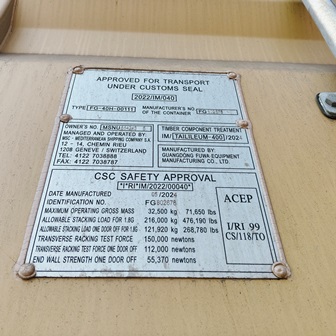 APPROVED FOR TRANSPORT
UNDER CUSTOMS SEAL
2022/IM/040
TYPE FG-40H-00111 MANUFACTURER'S NO. OF THE CONTAINER
OWNER'S NO.
MANAGED AND OPERATED BY:
MSC - MEDITERRANEAN SHIPPING COMPANY S.A.
12 - 14, CHEMIN RIEU
1208 GENEVE / SWITZERLAND
TEL: 4122 7038888
FAX: 4122 7038787
TIMBER COMPONENT TREATMENT
IM/TAILILEUM-400/202
MANUFACTURED BY:
GUANGDONG FUWA EQUIPMENT
MANUFACTURING CO., LTD.
CSC SAFETY APPROVAL
"I"RI"IM/2022/00040"
DATE MANUFACTURED /202
IDENTIFICATION NO.
MAXIMUM OPERATING GROSS MASS 32,500 kg 71,650 lbs
ALLOWABLE STACKING LOAD FOR 1.8G 216,000 kg 476,190 lbs
ALLOWABLE STACKING LOAD ONE DOOR OFF FOR 1.8G 121,920 kg 268,780 lbs
TRANSVERSE RACKING TEST FORCE 150,000 newtons
TRANSVERSE RACKING TEST FORCE ONE DOOR OFF 112,000 newtons
END WALL STRENGTH ONE DOOR OFF 55,370 newtons
ACEP
I/RI 99
CS/118/TO